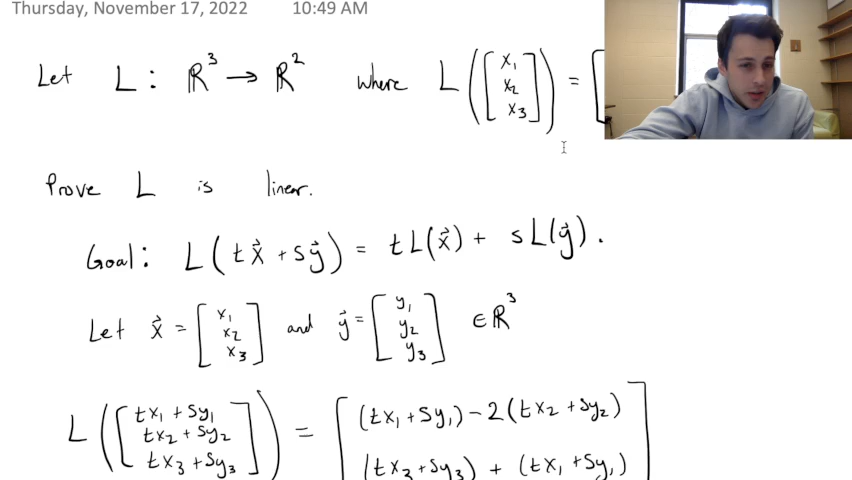 Thursday, November 17, 2022 10:49 AM
Let L : ℝ³ → ℝ² where L([x₁ x₂ x₃]) = [
Prove L is linear.
Goal: L(tx⃗ + sy⃗) = tL(x⃗) + sL(y⃗).
Let x⃗ = [x₁ x₂ x₃] and y⃗ = [y₁ y₂ y₃] ∈ ℝ³
L([tx₁ + sy₁ tx₂ + sy₂ tx₃ + sy₃]) = [(tx₁ + sy₁) - 2(tx₂ + sy₂) (tx₃ + sy₃) + (tx₁ + sy₁)]